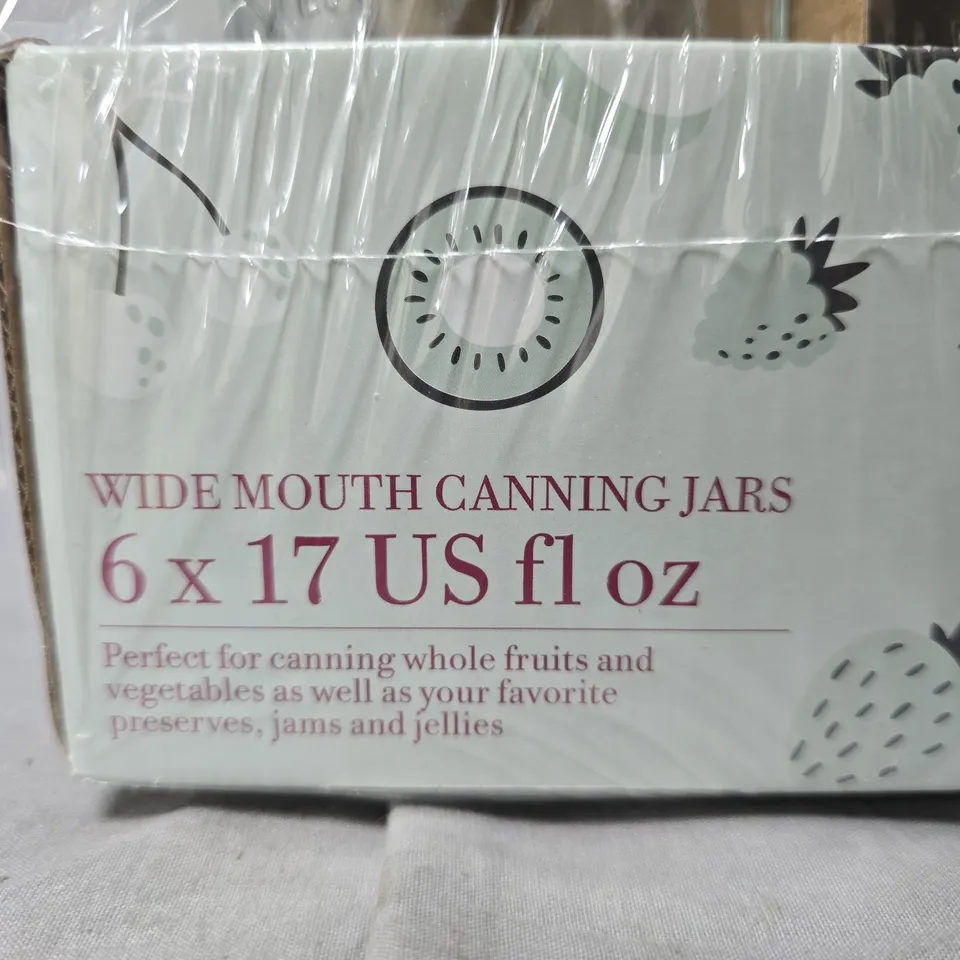 WIDE MOUTH CANNING JARS
6 x 17 US fl oz
Perfect for canning whole fruits and
vegetables as well as your favorite
preserves, jams and jellies